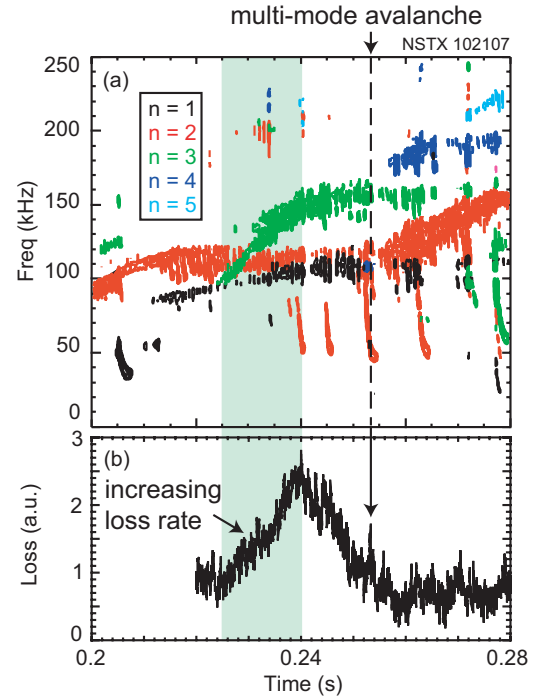 multi-mode avalanche
NSTX 102107
(a)
250
200
150
100
50
0
Freq (kHz)
n = 1
n = 2
n = 3
n = 4
n = 5
(b)
3
2
1
0
Loss (a.u.)
increasing
loss rate
0.2
0.24
0.28
Time (s)